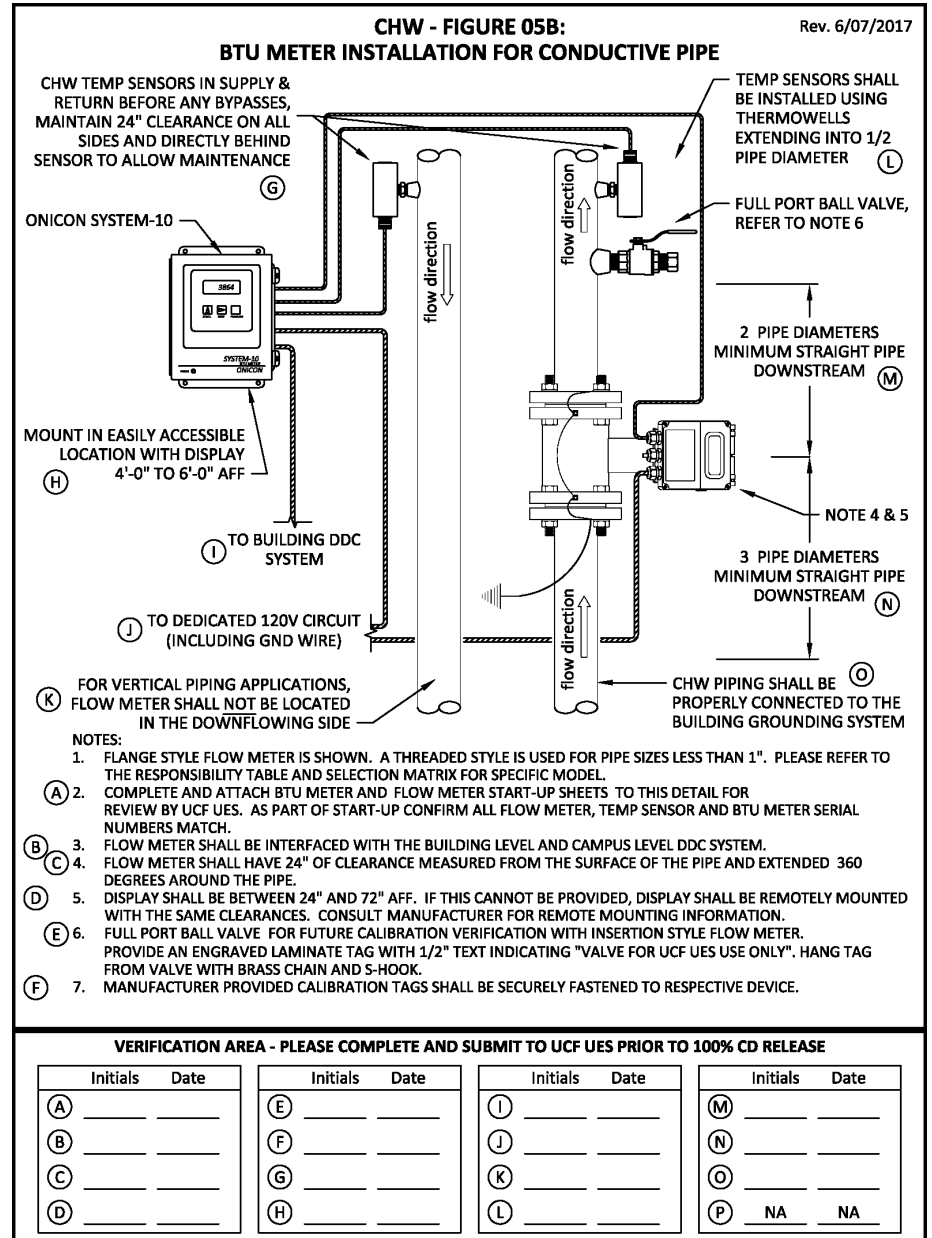 CHW - FIGURE 05B:
BTU METER INSTALLATION FOR CONDUCTIVE PIPE
Rev. 6/07/2017
CHW TEMP SENSORS IN SUPPLY &
RETURN BEFORE ANY BYPASSES,
MAINTAIN 24" CLEARANCE ON ALL
SIDES AND DIRECTLY BEHIND
SENSOR TO ALLOW MAINTENANCE
G
TEMP SENSORS SHALL
BE INSTALLED USING
THERMOWELLS
EXTENDING INTO 1/2
PIPE DIAMETER
L
FULL PORT BALL VALVE,
REFER TO NOTE 6
ONICON SYSTEM-10
3864
SYSTEM-10
ONICON
flow direction
flow direction
2 PIPE DIAMETERS
MINIMUM STRAIGHT PIPE
DOWNSTREAM
M
MOUNT IN EASILY ACCESSIBLE
LOCATION WITH DISPLAY
4'-0" TO 6'-0" AFF
H
NOTE 4 & 5
I
TO BUILDING DDC
SYSTEM
3 PIPE DIAMETERS
MINIMUM STRAIGHT PIPE
DOWNSTREAM
N
J
TO DEDICATED 120V CIRCUIT
(INCLUDING GND WIRE)
flow direction
K
FOR VERTICAL PIPING APPLICATIONS,
FLOW METER SHALL NOT BE LOCATED
IN THE DOWNFLOWING SIDE
O
CHW PIPING SHALL BE
PROPERLY CONNECTED TO THE
BUILDING GROUNDING SYSTEM
NOTES:
1. FLANGE STYLE FLOW METER IS SHOWN. A THREADED STYLE IS USED FOR PIPE SIZES LESS THAN 1". PLEASE REFER TO
THE RESPONSIBILITY TABLE AND SELECTION MATRIX FOR SPECIFIC MODEL.
A 2. COMPLETE AND ATTACH BTU METER AND FLOW METER START-UP SHEETS TO THIS DETAIL FOR
REVIEW BY UCF UES. AS PART OF START-UP CONFIRM ALL FLOW METER, TEMP SENSOR AND BTU METER SERIAL
NUMBERS MATCH.
B 3. FLOW METER SHALL BE INTERFACED WITH THE BUILDING LEVEL AND CAMPUS LEVEL DDC SYSTEM.
C 4. FLOW METER SHALL HAVE 24" OF CLEARANCE MEASURED FROM THE SURFACE OF THE PIPE AND EXTENDED 360
DEGREES AROUND THE PIPE.
D 5. DISPLAY SHALL BE BETWEEN 24" AND 72" AFF. IF THIS CANNOT BE PROVIDED, DISPLAY SHALL BE REMOTELY MOUNTED
WITH THE SAME CLEARANCES. CONSULT MANUFACTURER FOR REMOTE MOUNTING INFORMATION.
E 6. FULL PORT BALL VALVE FOR FUTURE CALIBRATION VERIFICATION WITH INSERTION STYLE FLOW METER.
PROVIDE AN ENGRAVED LAMINATE TAG WITH 1/2" TEXT INDICATING "VALVE FOR UCF UES USE ONLY". HANG TAG
FROM VALVE WITH BRASS CHAIN AND S-HOOK.
F 7. MANUFACTURER PROVIDED CALIBRATION TAGS SHALL BE SECURELY FASTENED TO RESPECTIVE DEVICE.
VERIFICATION AREA - PLEASE COMPLETE AND SUBMIT TO UCF UES PRIOR TO 100% CD RELEASE
Initials Date
A
B
C
D
Initials Date
E
F
G
H
Initials Date
I
J
K
L
Initials Date
M
N
O
P NA NA